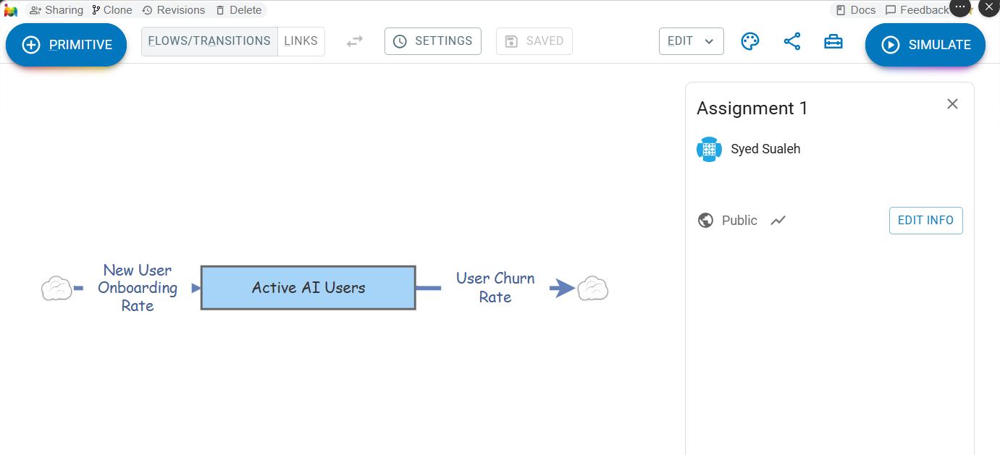 Sharing Clone Revisions Delete Docs Feedback
PRIMITIVE FLOWS/TRANSITIONS LINKS SETTINGS SAVED EDIT SIMULATE
Assignment 1
Syed Sualeh
Public EDIT INFO
New User
Onboarding
Rate
Active AI Users
User Churn
Rate